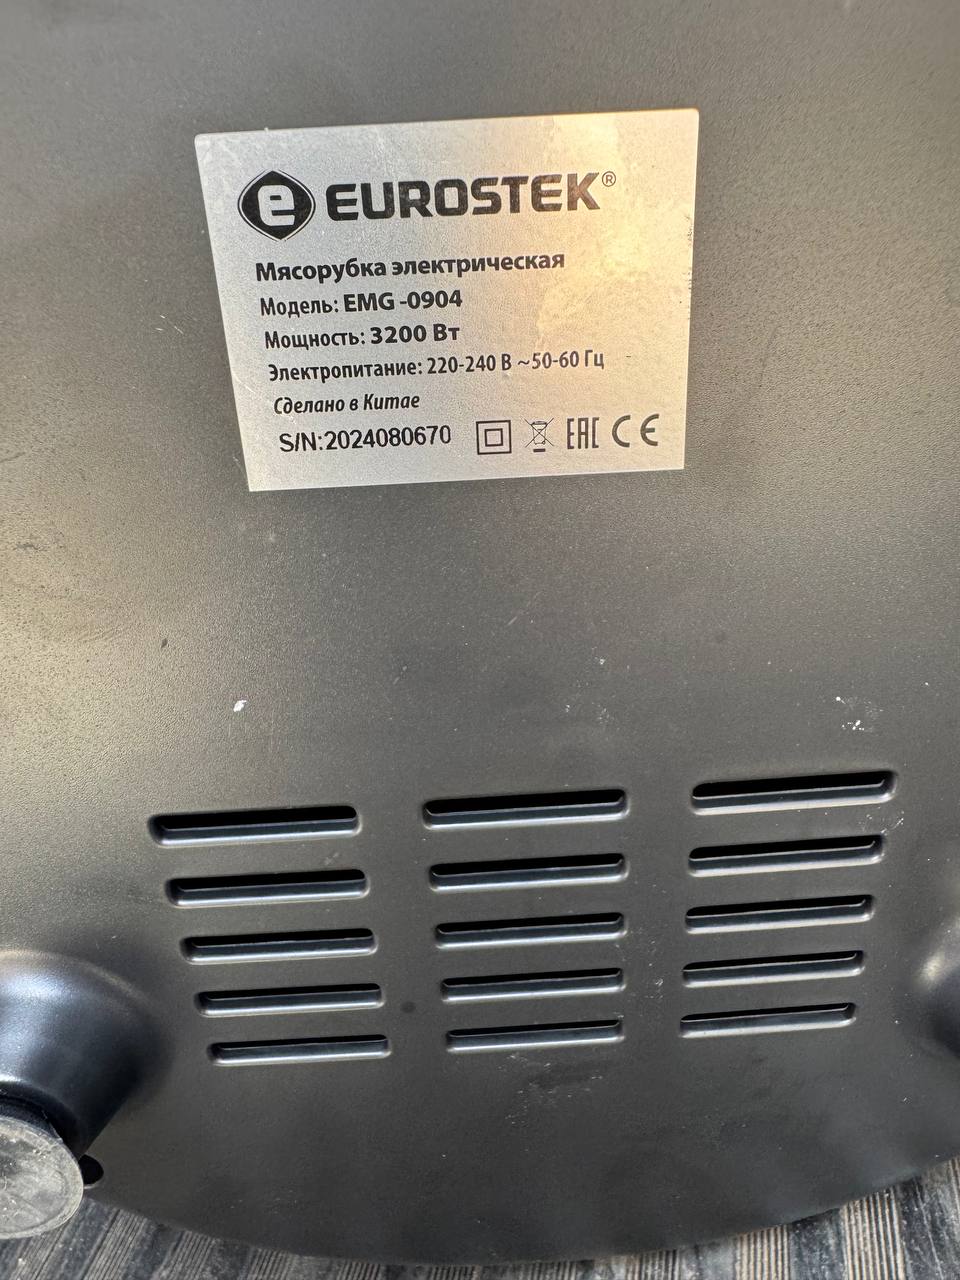 e EUROSTEK®
Мясорубка электрическая
Модель: EMG -0904
Мощность: 3200 Вт
Электропитание: 220-240 В ~50-60 Гц
Сделано в Китае
S/N:2024080670 EAC CE